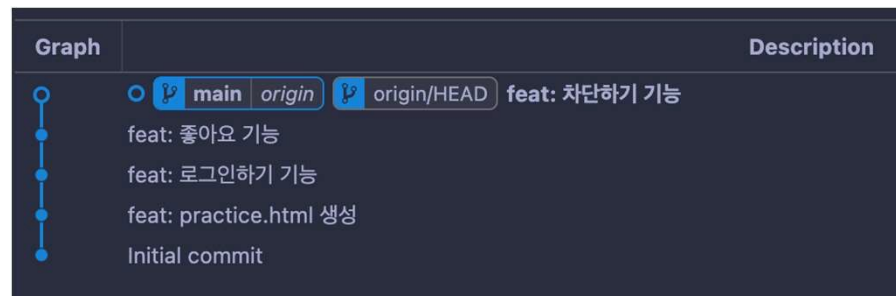 Graph Description
main origin origin/HEAD feat: 차단하기 기능
feat: 좋아요 기능
feat: 로그인하기 기능
feat: practice.html 생성
Initial commit